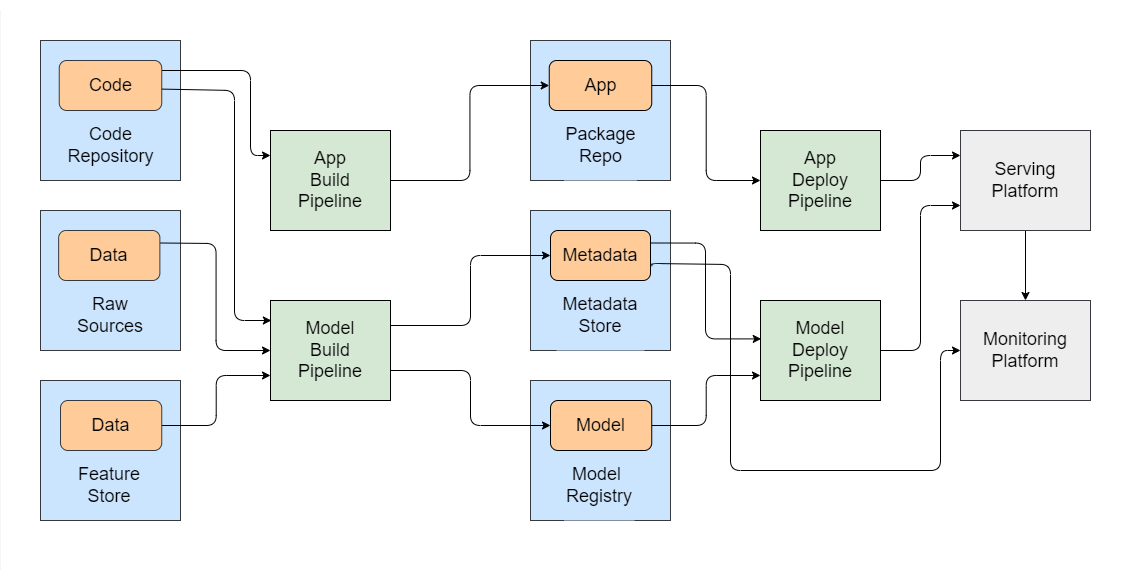 Code
Code
Repository
App
Build
Pipeline
App
Package
Repo
App
Deploy
Pipeline
Serving
Platform
Data
Raw
Sources
Model
Build
Pipeline
Metadata
Metadata
Store
Model
Deploy
Pipeline
Monitoring
Platform
Data
Feature
Store
Model
Model
Registry